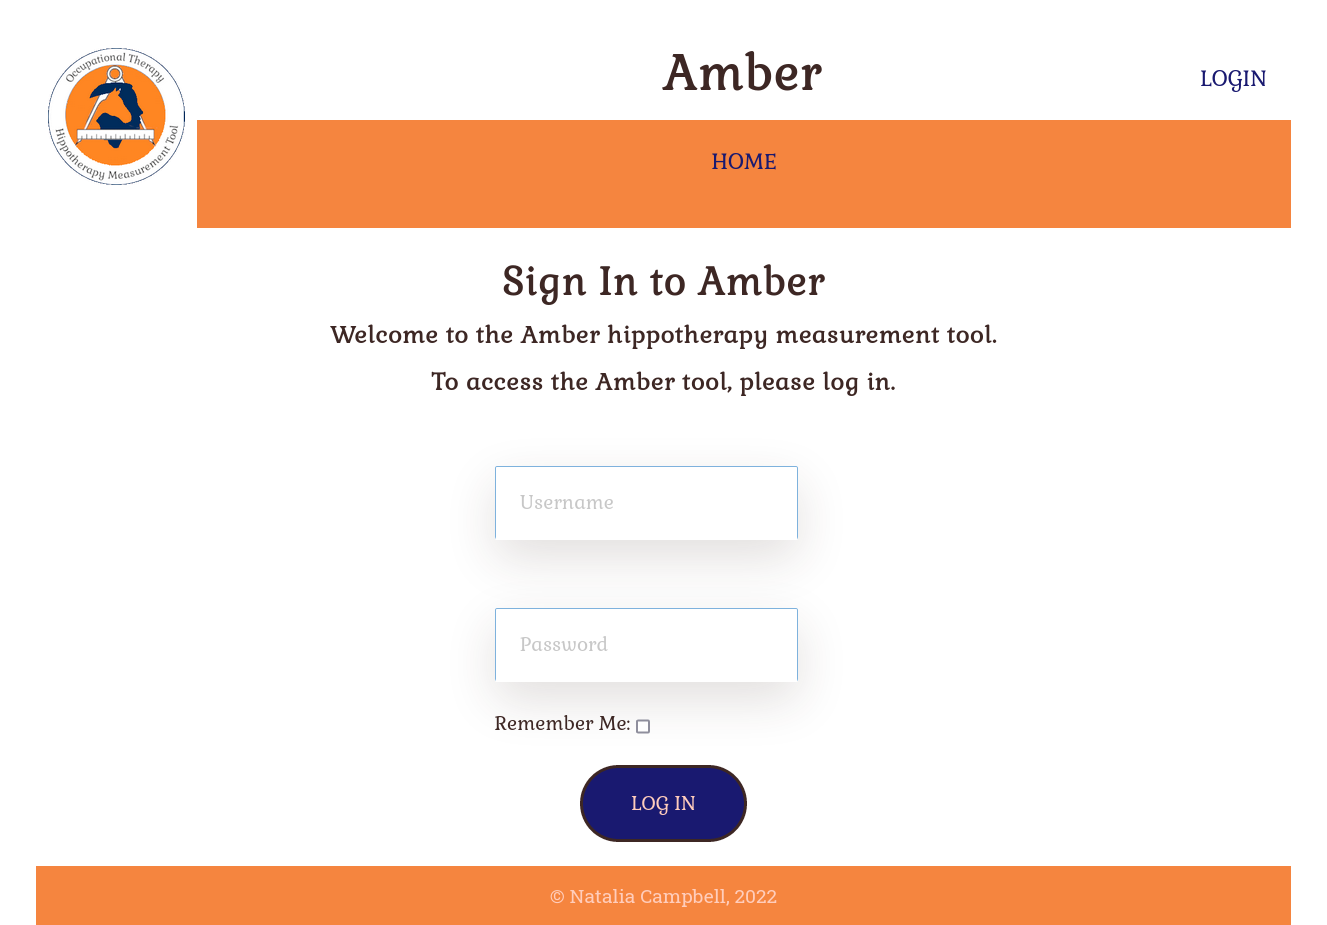 Occupational Therapy
Hippotherapy Measurement Tool
Amber
LOGIN
HOME
Sign In to Amber
Welcome to the Amber hippotherapy measurement tool.
To access the Amber tool, please log in.
Username
Password
Remember Me:
LOG IN
© Natalia Campbell, 2022